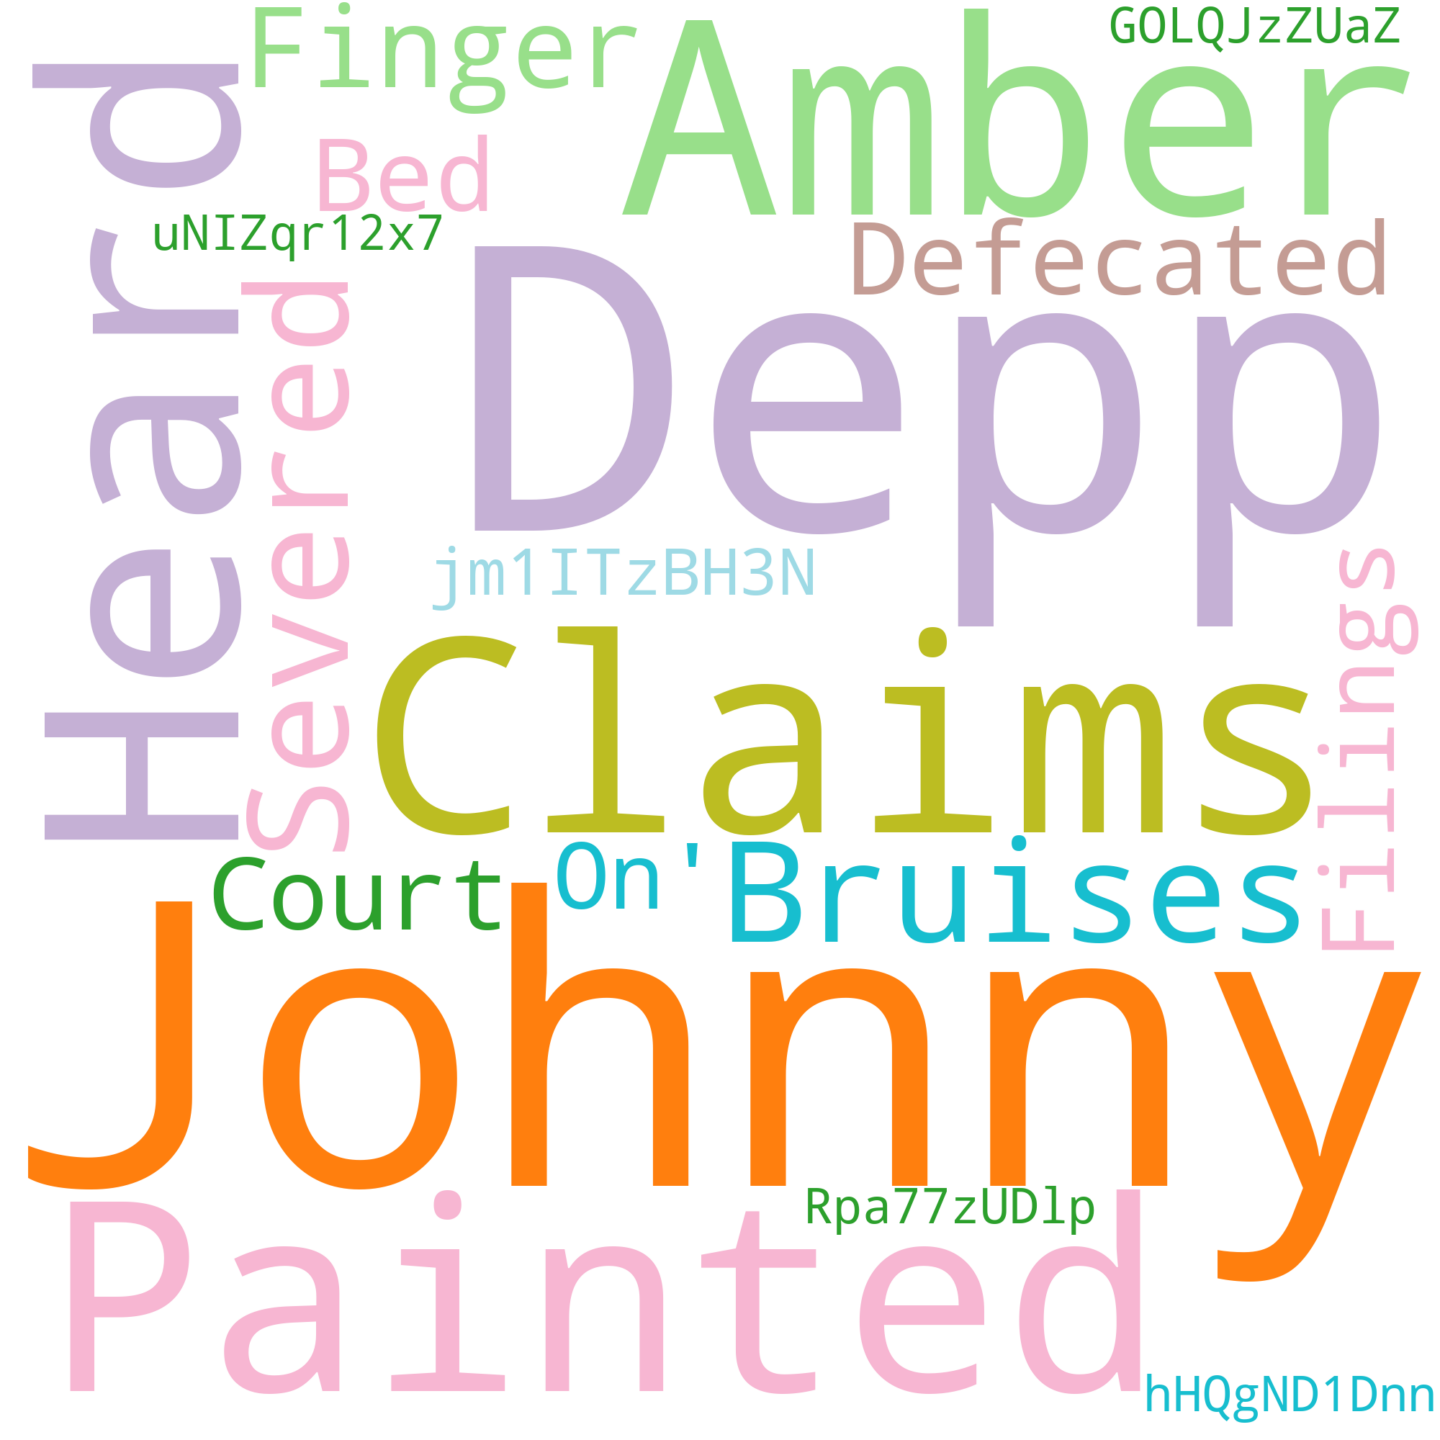 Finger
Amber
GOLQJzZUaZ
Heard
Bed
uNIZqr12x7
Defecated
Severed
Depp
jm1ITzBH3N
Filings
Claims
Court
On'
Bruises
Johnny
Rpa77zUDlp
Painted
hHQgND1Dnn